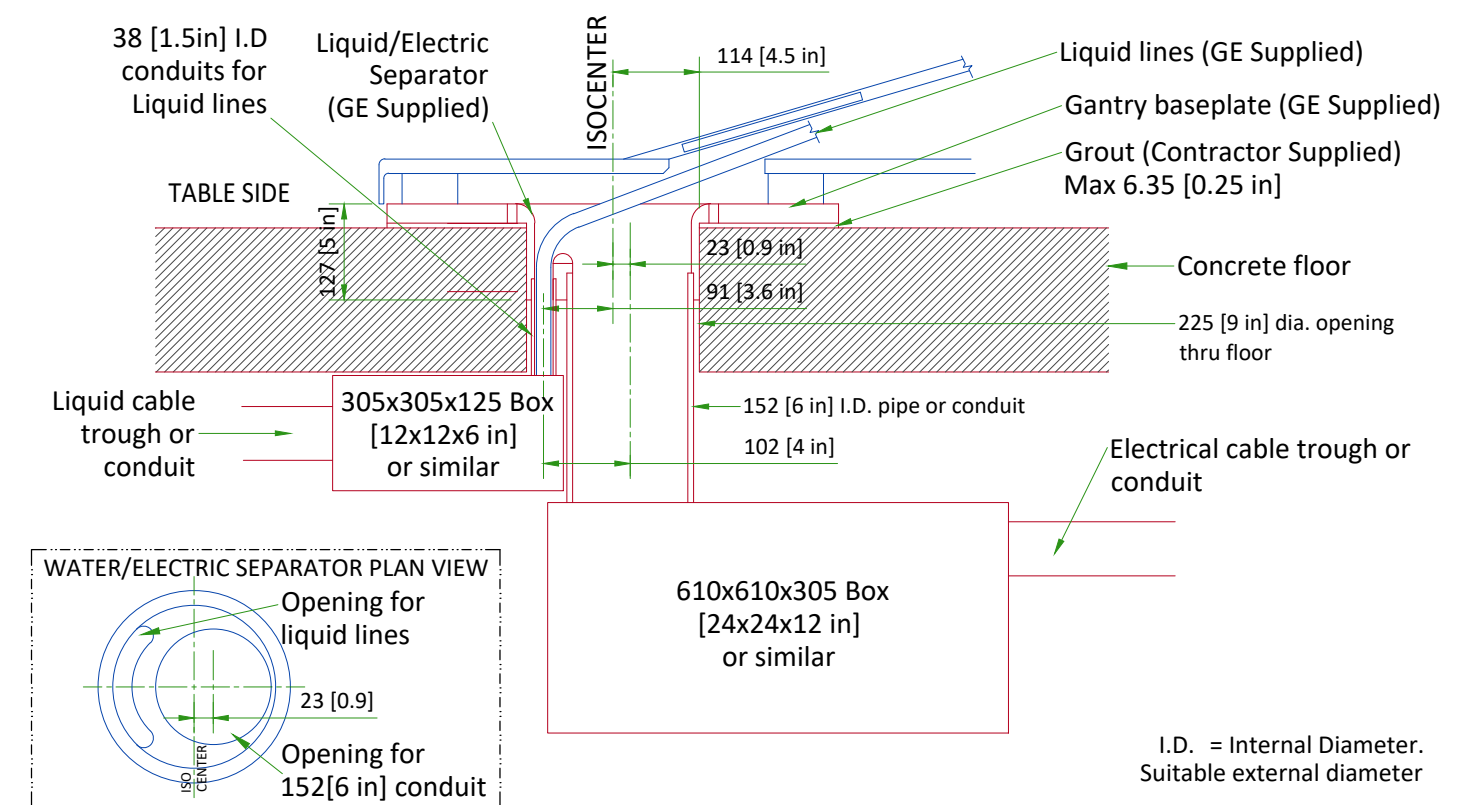 38 [1.5in] I.D
conduits for
Liquid lines
Liquid/Electric
Separator
(GE Supplied)
ISOCENTER
114 [4.5 in]
Liquid lines (GE Supplied)
Gantry baseplate (GE Supplied)
Grout (Contractor Supplied)
Max 6.35 [0.25 in]
TABLE SIDE
127 [5 in]
23 [0.9 in]
91 [3.6 in]
Concrete floor
225 [9 in] dia. opening
thru floor
Liquid cable
trough or
conduit
305x305x125 Box
[12x12x6 in]
or similar
152 [6 in] I.D. pipe or conduit
102 [4 in]
Electrical cable trough or
conduit
610x610x305 Box
[24x24x12 in]
or similar
WATER/ELECTRIC SEPARATOR PLAN VIEW
Opening for
liquid lines
23 [0.9]
ISO
CENTER
Opening for
152[6 in] conduit
I.D. = Internal Diameter.
Suitable external diameter